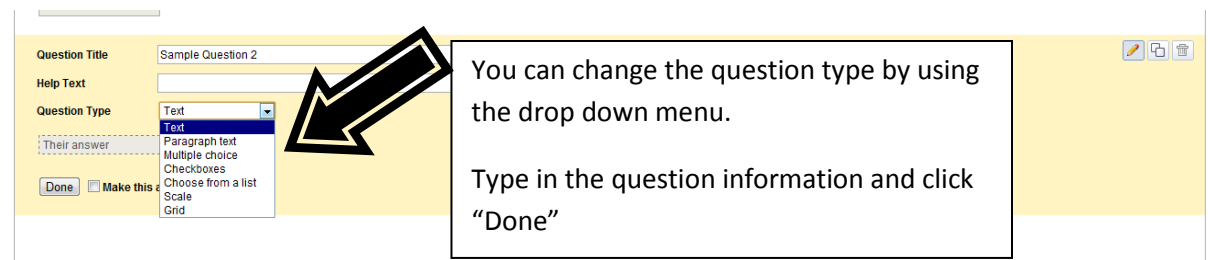 Question Title
Sample Question 2
Help Text
Question Type
Text
Text
Paragraph text
Multiple choice
Checkboxes
Choose from a list
Scale
Grid
Their answer
Done
Make this a
You can change the question type by using
the drop down menu.
Type in the question information and click
“Done”